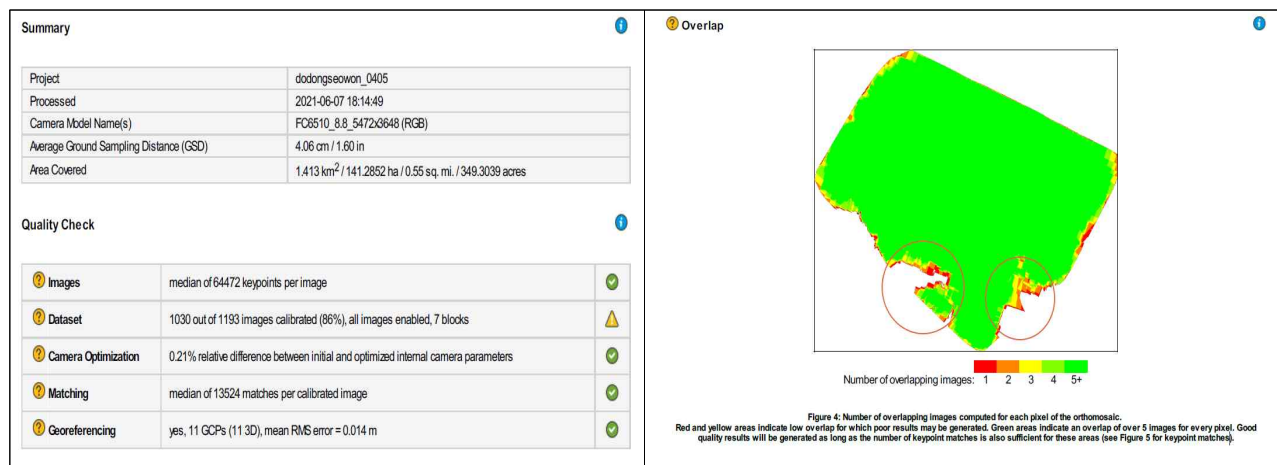 Summary
Project dodongseowon_0405
Processed 2021-06-07 18:14:49
Camera Model Name(s) FC6510_8.8_5472x3648 (RGB)
Average Ground Sampling Distance (GSD) 4.06 cm / 1.60 in
Area Covered 1.413 km2 / 141.2852 ha / 0.55 sq. mi. / 349.3039 acres
Quality Check
Images median of 64472 keypoints per image
Dataset 1030 out of 1193 images calibrated (86%), all images enabled, 7 blocks
Camera Optimization 0.21% relative difference between initial and optimized internal camera parameters
Matching median of 13524 matches per calibrated image
Georeferencing yes, 11 GCPs (11 3D), mean RMS error = 0.014 m
Overlap
Number of overlapping images: 1 2 3 4 5+
Figure 4: Number of overlapping images computed for each pixel of the orthomosaic.
Red and yellow areas indicate low overlap for which poor results may be generated. Green areas indicate an overlap of over 5 images for every pixel. Good
quality results will be generated as long as the number of keypoint matches is also sufficient for these areas (see Figure 5 for keypoint matches).